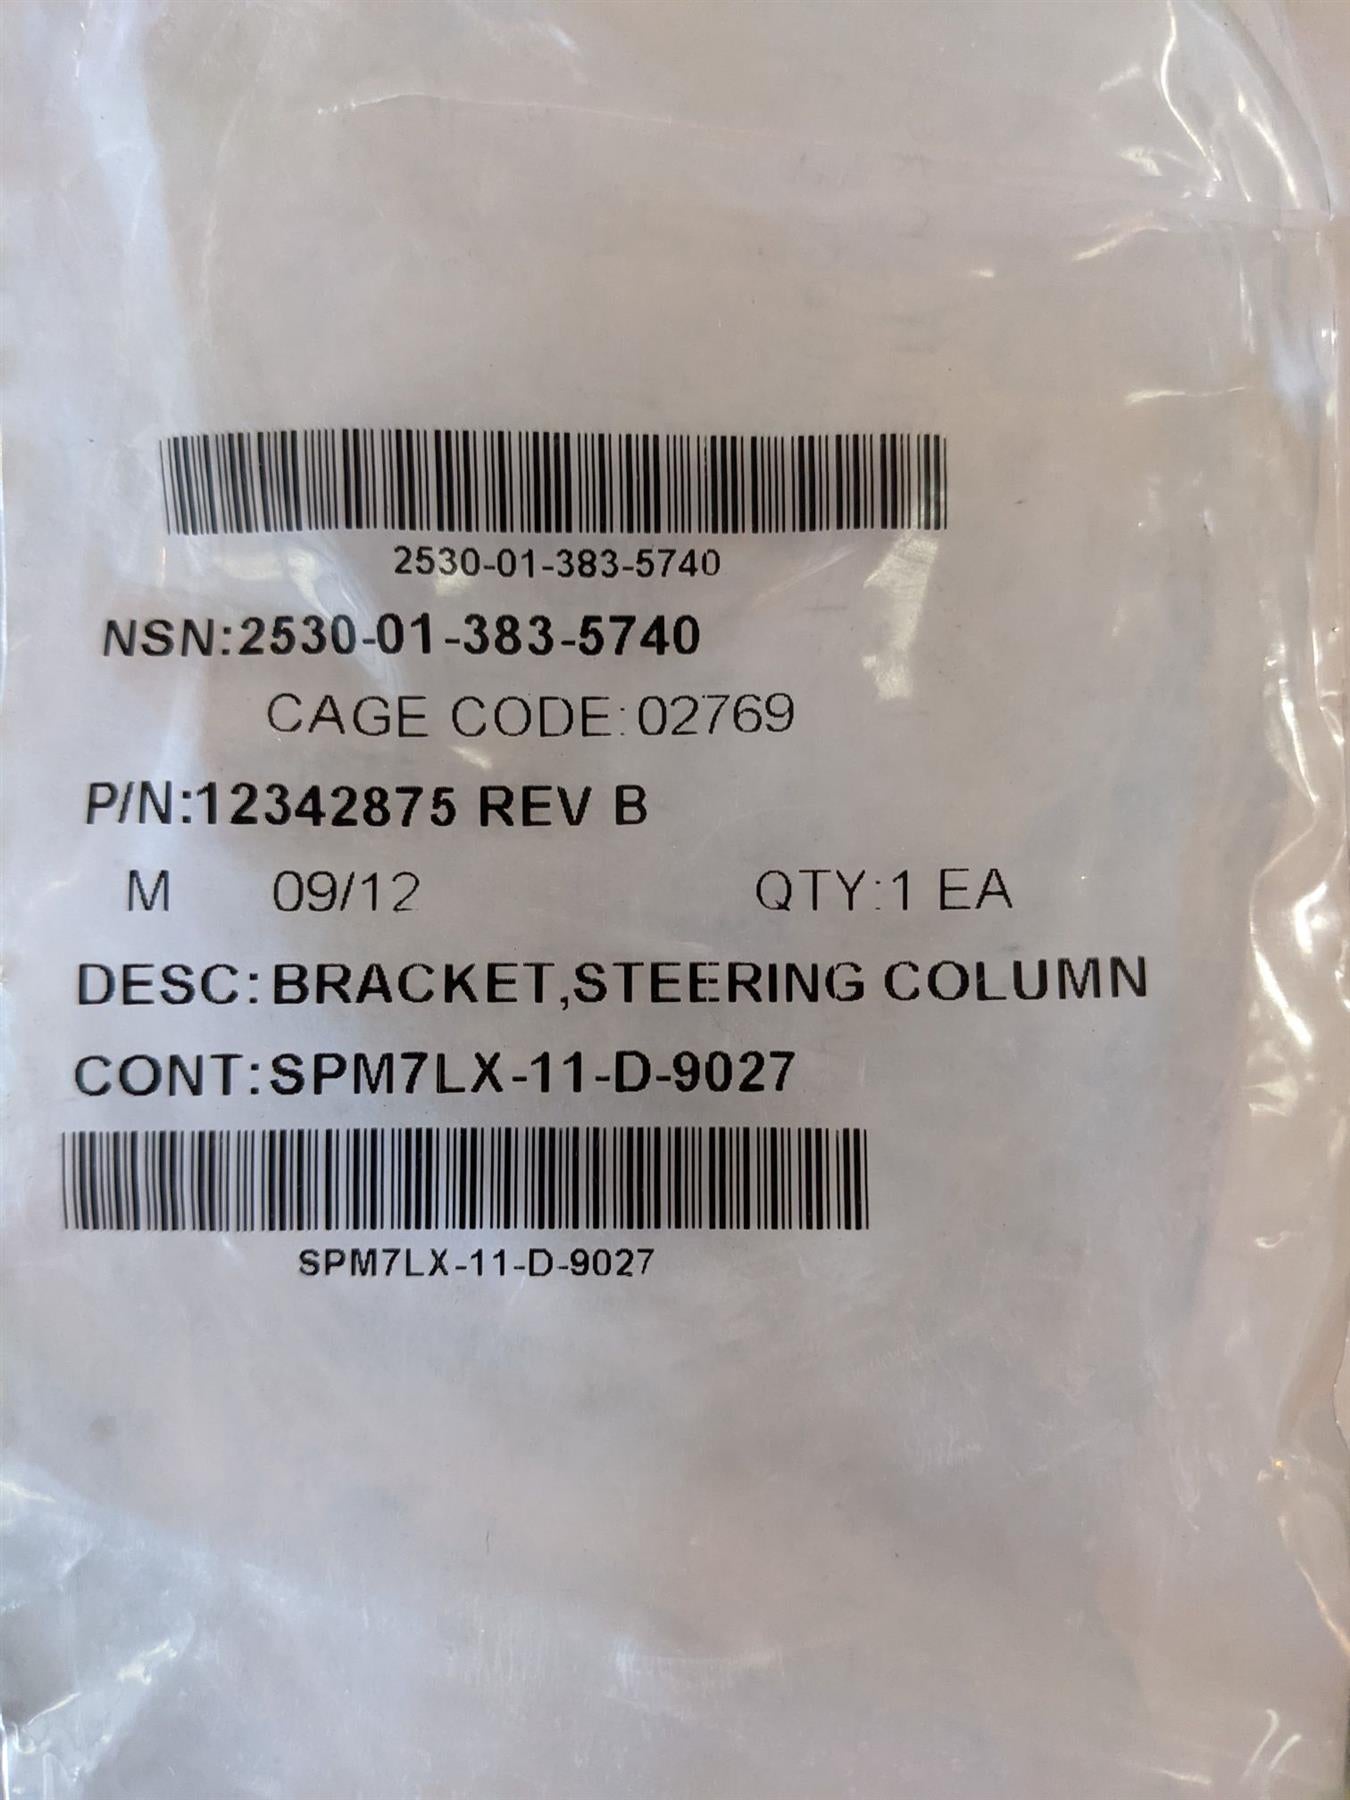 2530-01-383-5740
NSN:2530-01-383-5740
CAGE CODE:02769
P/N:12342875 REV B
M 09/12 QTY:1 EA
DESC:BRACKET,STEERING COLUMN
CONT:SPM7LX-11-D-9027
SPM7LX-11-D-9027